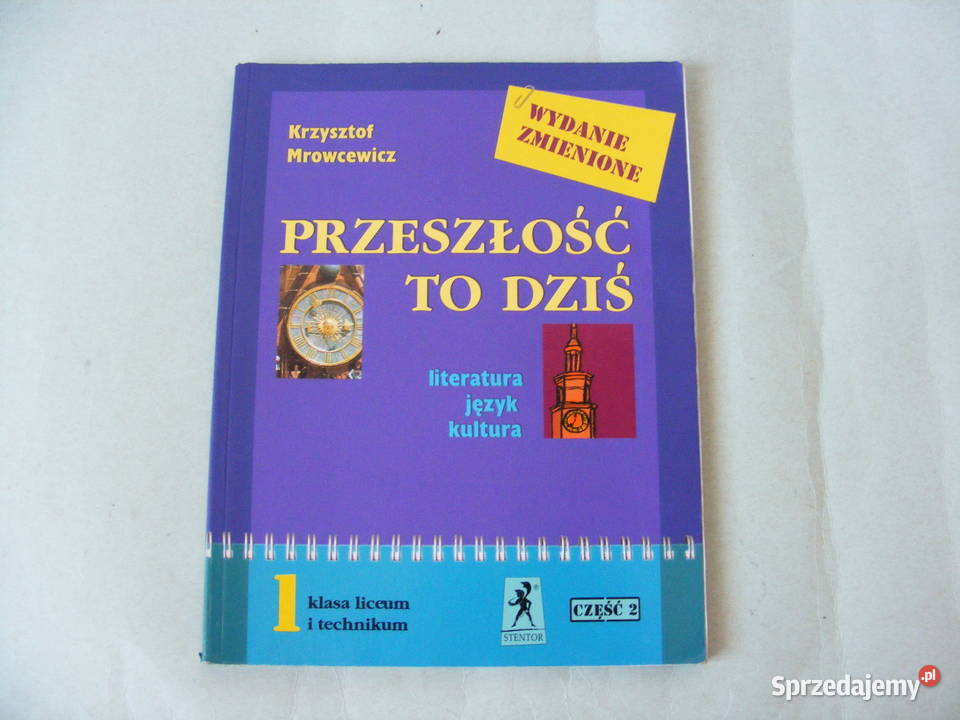 Krzysztof
Mrowcewicz
WYDANIE
ZMIENIONE
PRZESZŁOŚĆ
TO DZIŚ
literatura
język
kultura
1 klasa liceum
i technikum
STENTOR
®
CZĘŚĆ 2
Sprzedajemy.pl